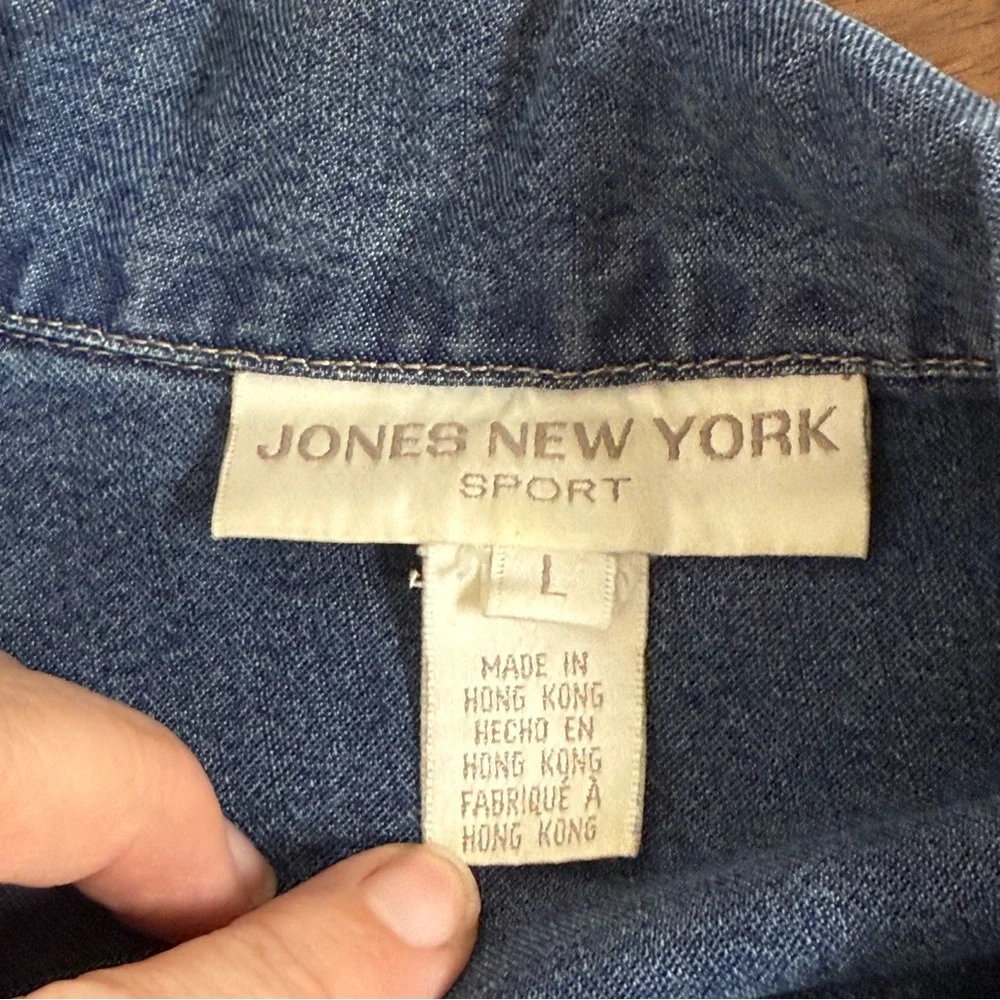 JONES NEW YORK
SPORT
L
MADE IN
HONG KONG
HECHO EN
HONG KONG
FABRIQUÉ À
HONG KONG